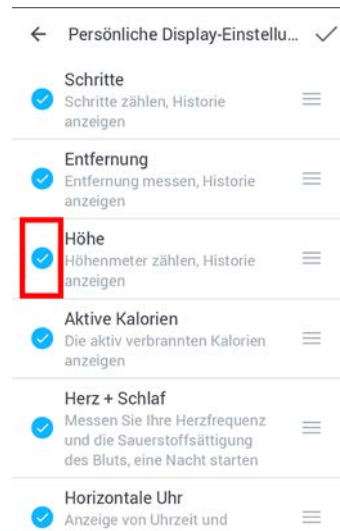 Persönliche Display-Einstellu...
Schritte
Schritte zählen, Historie
anzeigen
Entfernung
Entfernung messen, Historie
anzeigen
Höhe
Höhenmeter zählen, Historie
anzeigen
Aktive Kalorien
Die aktiv verbrannten Kalorien
anzeigen
Herz + Schlaf
Messen Sie Ihre Herzfrequenz
und die Sauerstoffsättigung
des Bluts, eine Nacht starten
Horizontale Uhr
Anzeige von Uhrzeit und